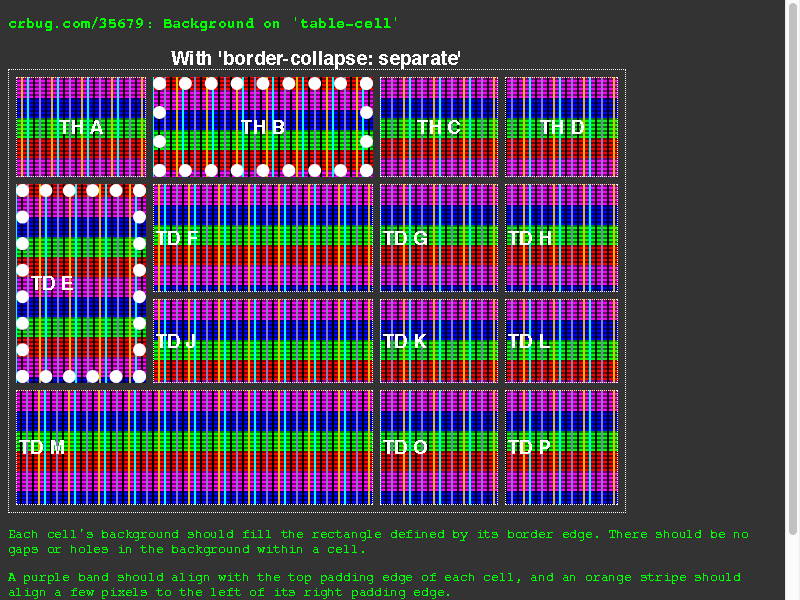 crbug.com/35679: Background on 'table-cell'
With 'border-collapse: separate'
TH A TH B TH C TH D
TD E
TD F TD G TD H
TD J TD K TD L
TD M TD O TD P
Each cell's background should fill the rectangle defined by its border edge. There should be no
gaps or holes in the background within a cell.
A purple band should align with the top padding edge of each cell, and an orange stripe should
align a few pixels to the left of its right padding edge.